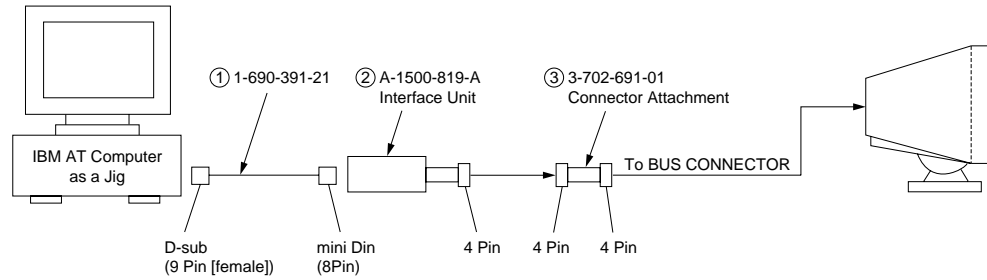 ① 1-690-391-21
② A-1500-819-A
Interface Unit
③ 3-702-691-01
Connector Attachment
IBM AT Computer
as a Jig
To BUS CONNECTOR
D-sub
(9 Pin [female])
mini Din
(8Pin)
4 Pin
4 Pin
4 Pin